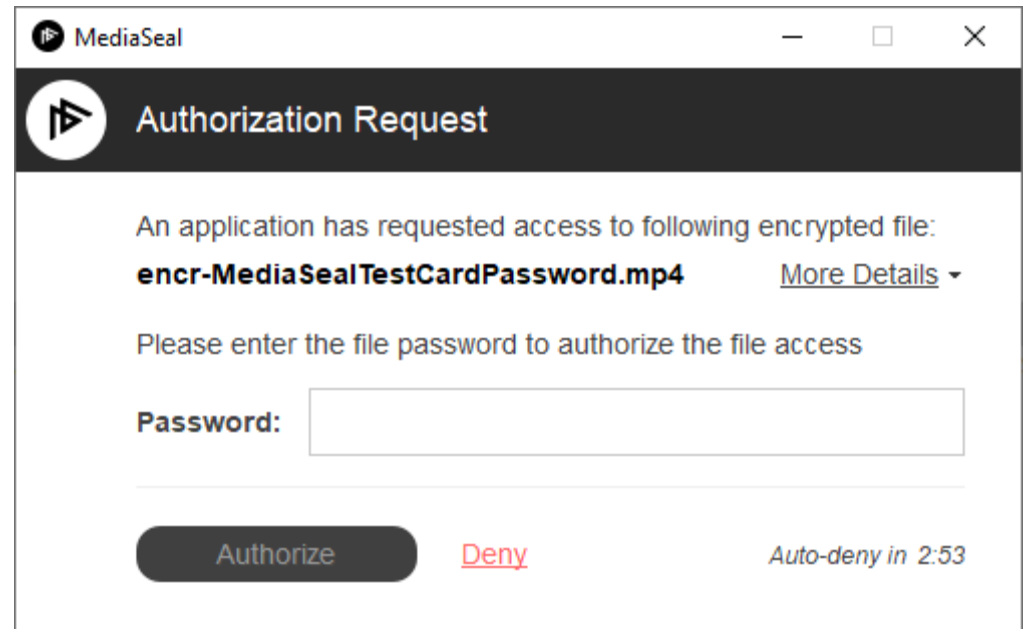 MediaSeal
Authorization Request
An application has requested access to following encrypted file:
encr-MediaSealTestCardPassword.mp4 More Details
Please enter the file password to authorize the file access
Password:
Authorize Deny Auto-deny in 2:53